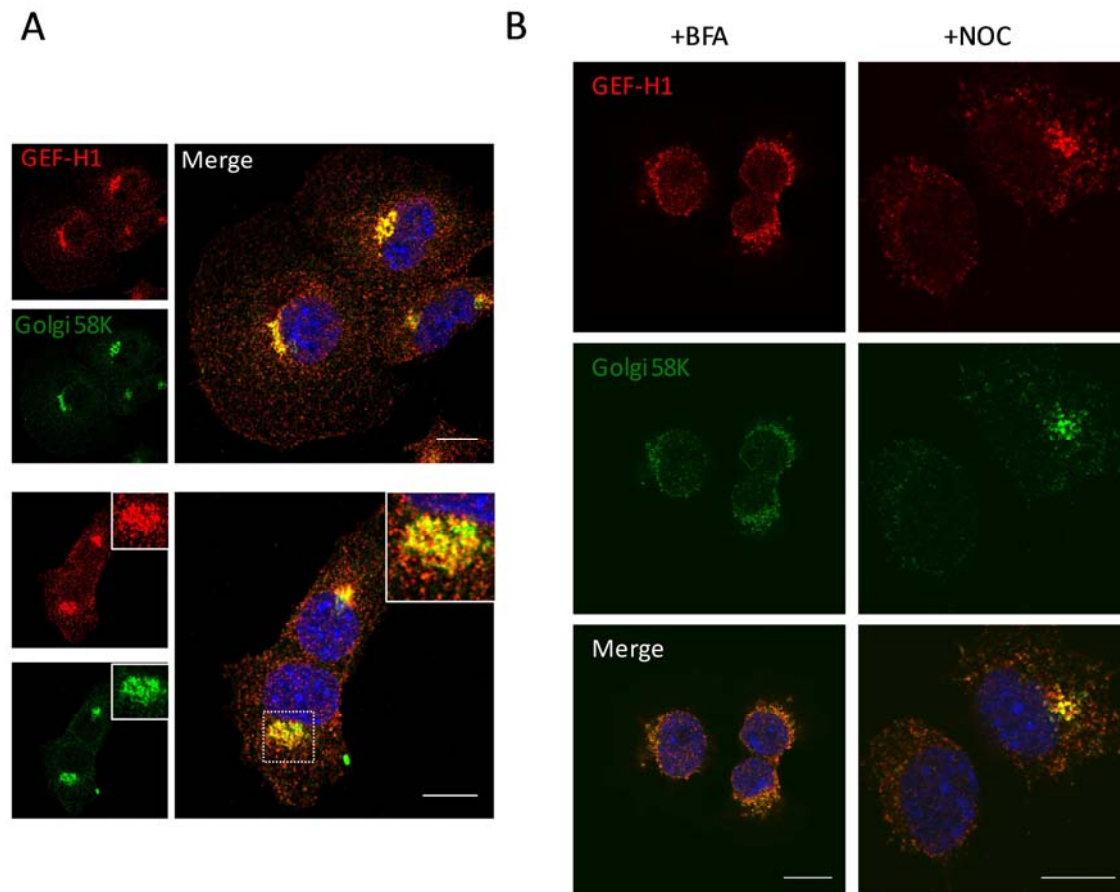 A
GEF-H1
Merge
Golgi 58K
B
+BFA
+NOC
GEF-H1
Golgi 58K
Merge